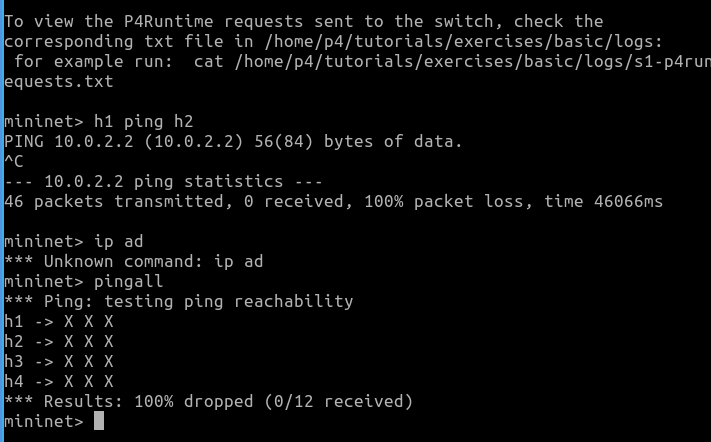 To view the P4Runtime requests sent to the switch, check the
corresponding txt file in /home/p4/tutorials/exercises/basic/logs:
 for example run:  cat /home/p4/tutorials/exercises/basic/logs/s1-p4run
equests.txt
mininet> h1 ping h2
PING 10.0.2.2 (10.0.2.2) 56(84) bytes of data.
^C
--- 10.0.2.2 ping statistics ---
46 packets transmitted, 0 received, 100% packet loss, time 46066ms
mininet> ip ad
*** Unknown command: ip ad
mininet> pingall
*** Ping: testing ping reachability
h1 -> X X X
h2 -> X X X
h3 -> X X X
h4 -> X X X
*** Results: 100% dropped (0/12 received)
mininet>